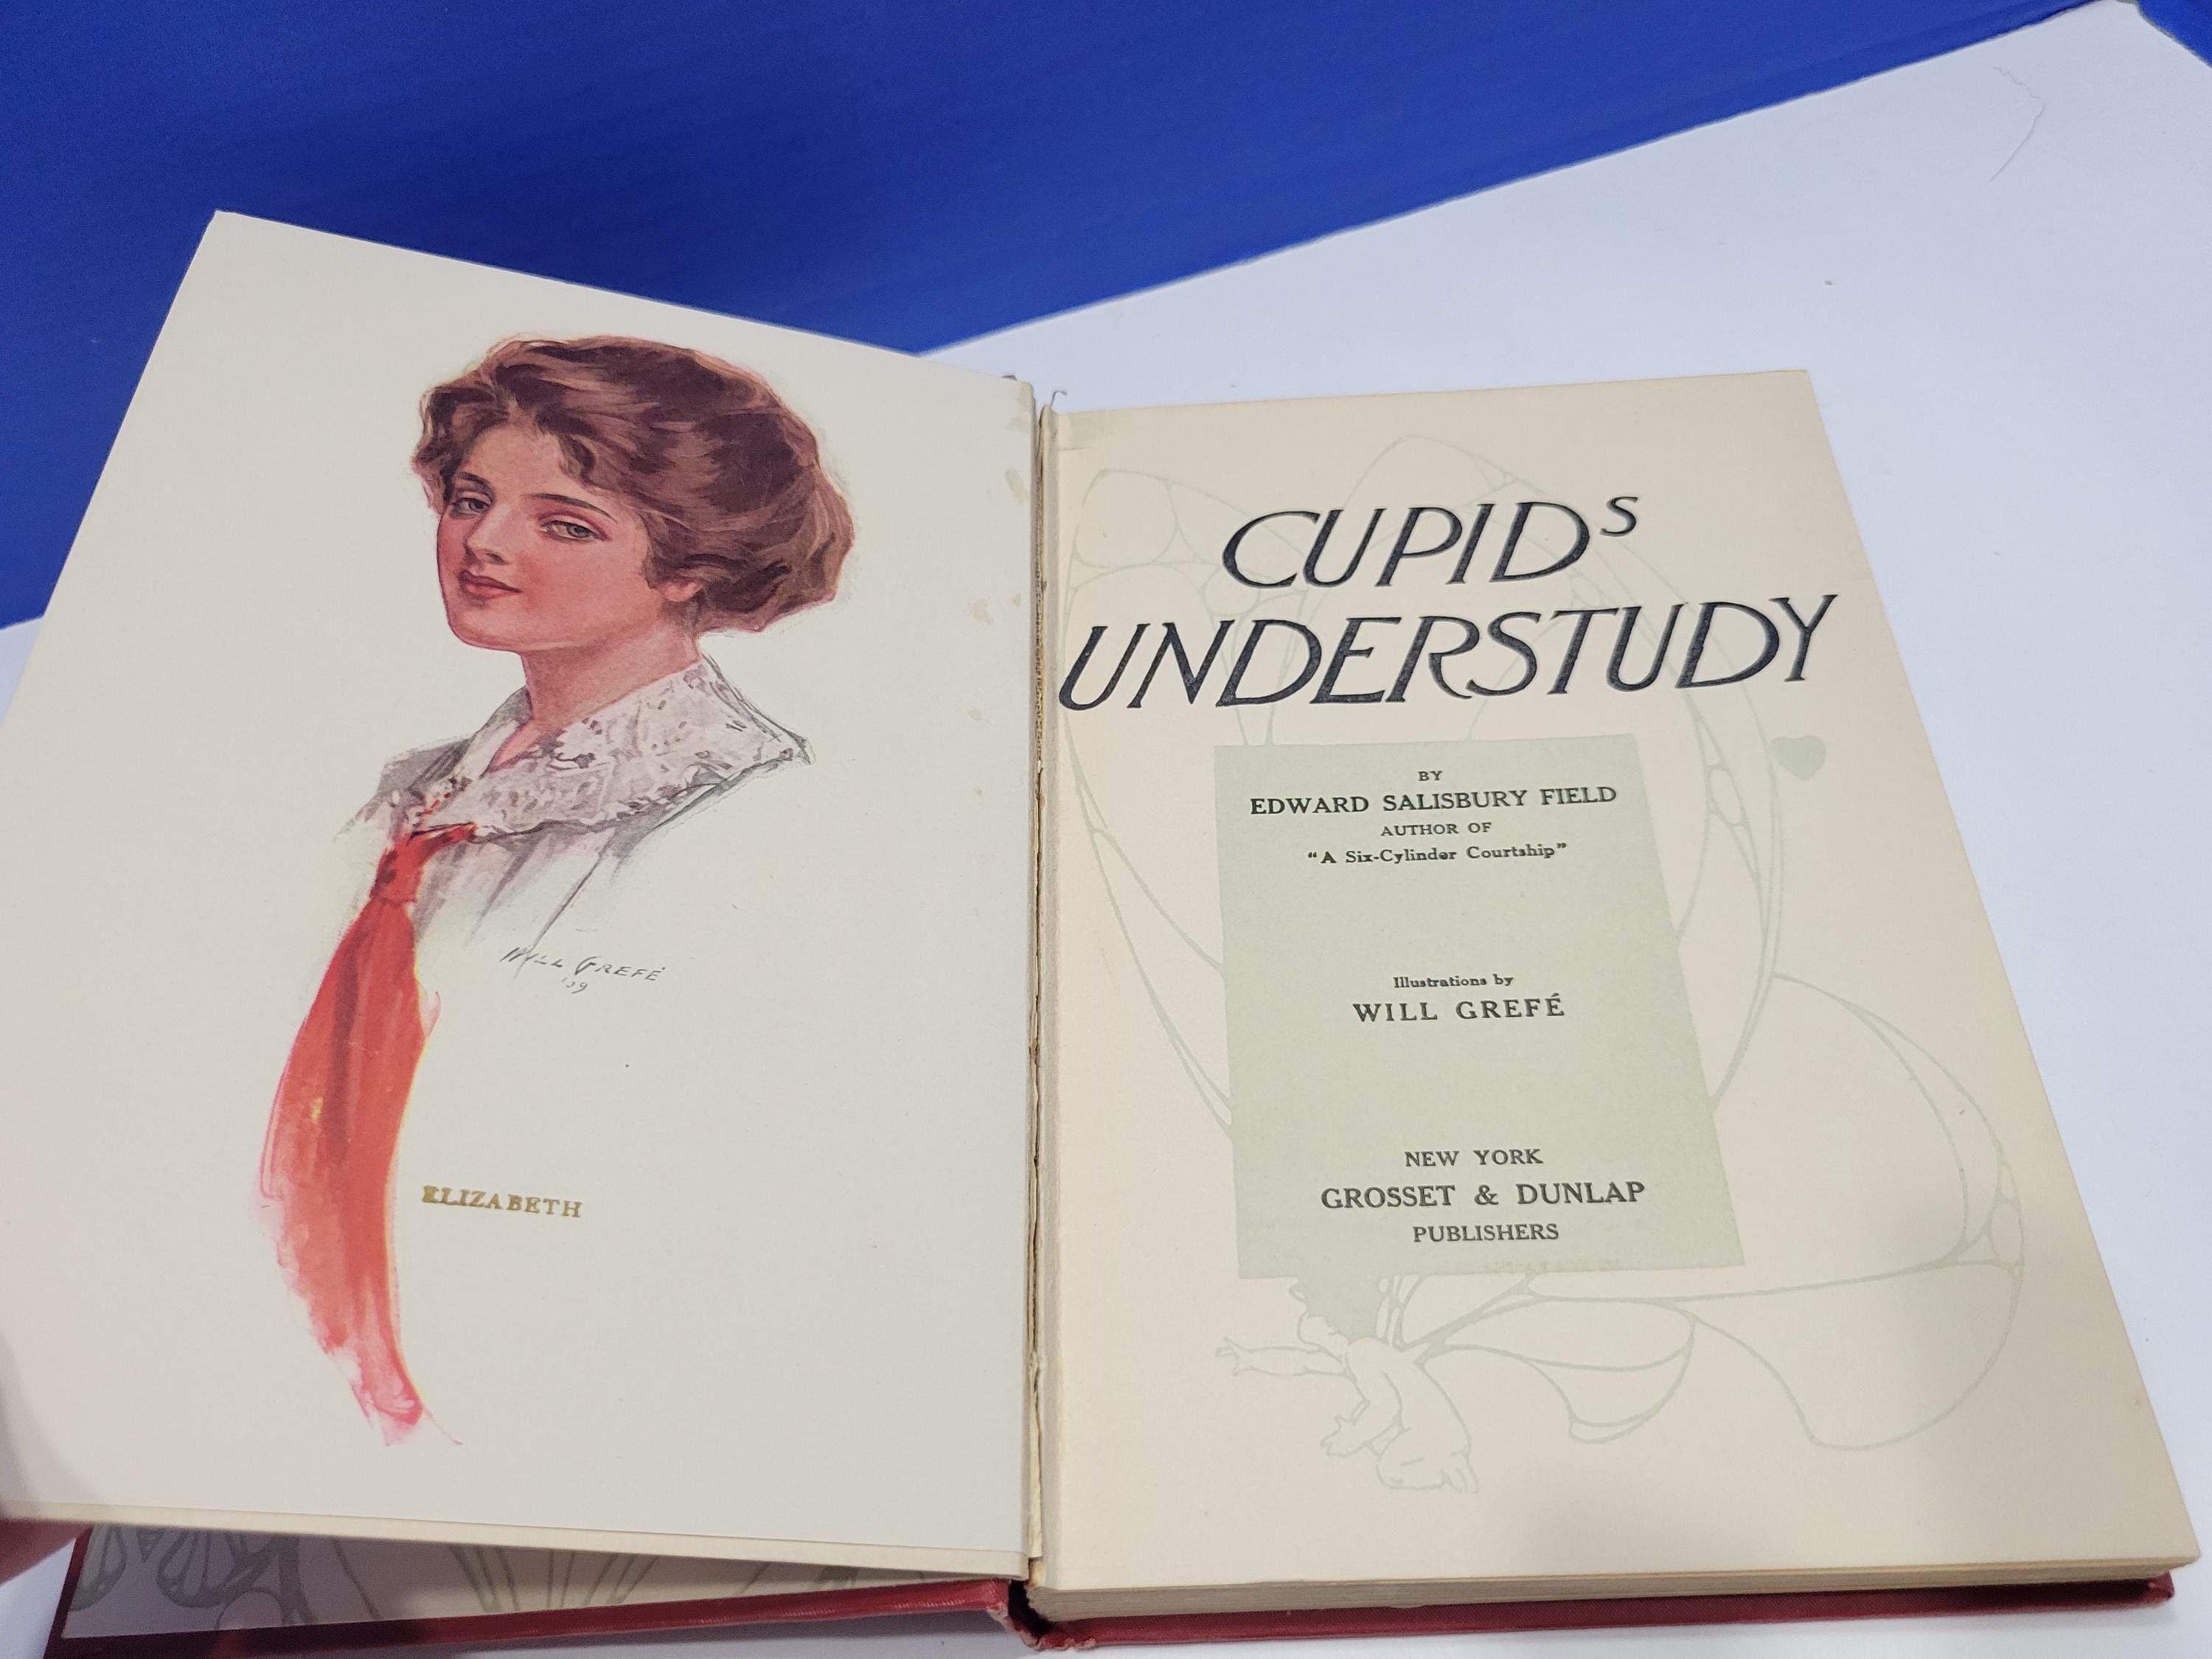 WILL GREFÉ
'09
ELIZABETH
CUPIDS
UNDERSTUDY
BY
EDWARD SALISBURY FIELD
AUTHOR OF
“A Six-Cylinder Courtship”
Illustrations by
WILL GREFÉ
NEW YORK
GROSSET & DUNLAP
PUBLISHERS